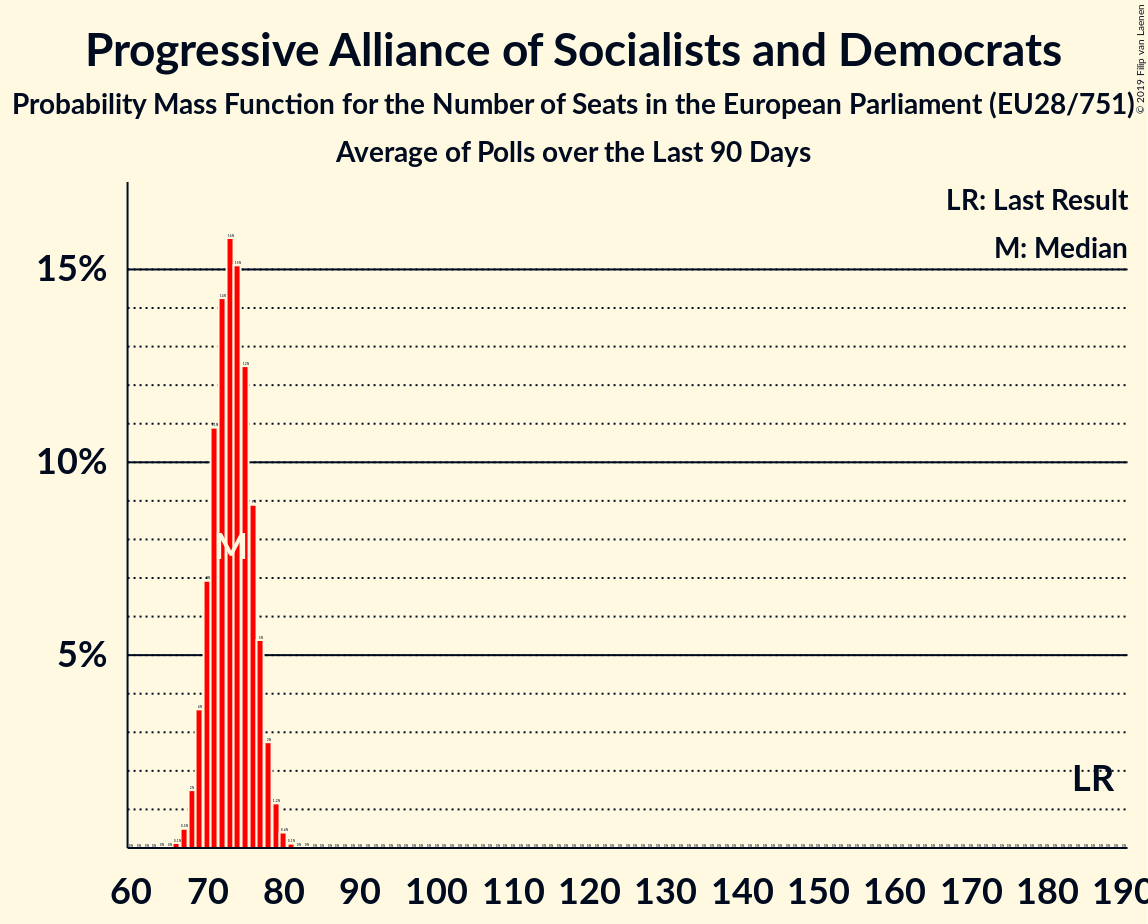 Progressive Alliance of Socialists and Democrats
Probability Mass Function for the Number of Seats in the European Parliament (EU28/751)
Average of Polls over the Last 90 Days
© 2019 Filip van Laenen
LR: Last Result
M: Median
15%
10%
5%
M
LR
60 70 80 90 100 110 120 130 140 150 160 170 180 190